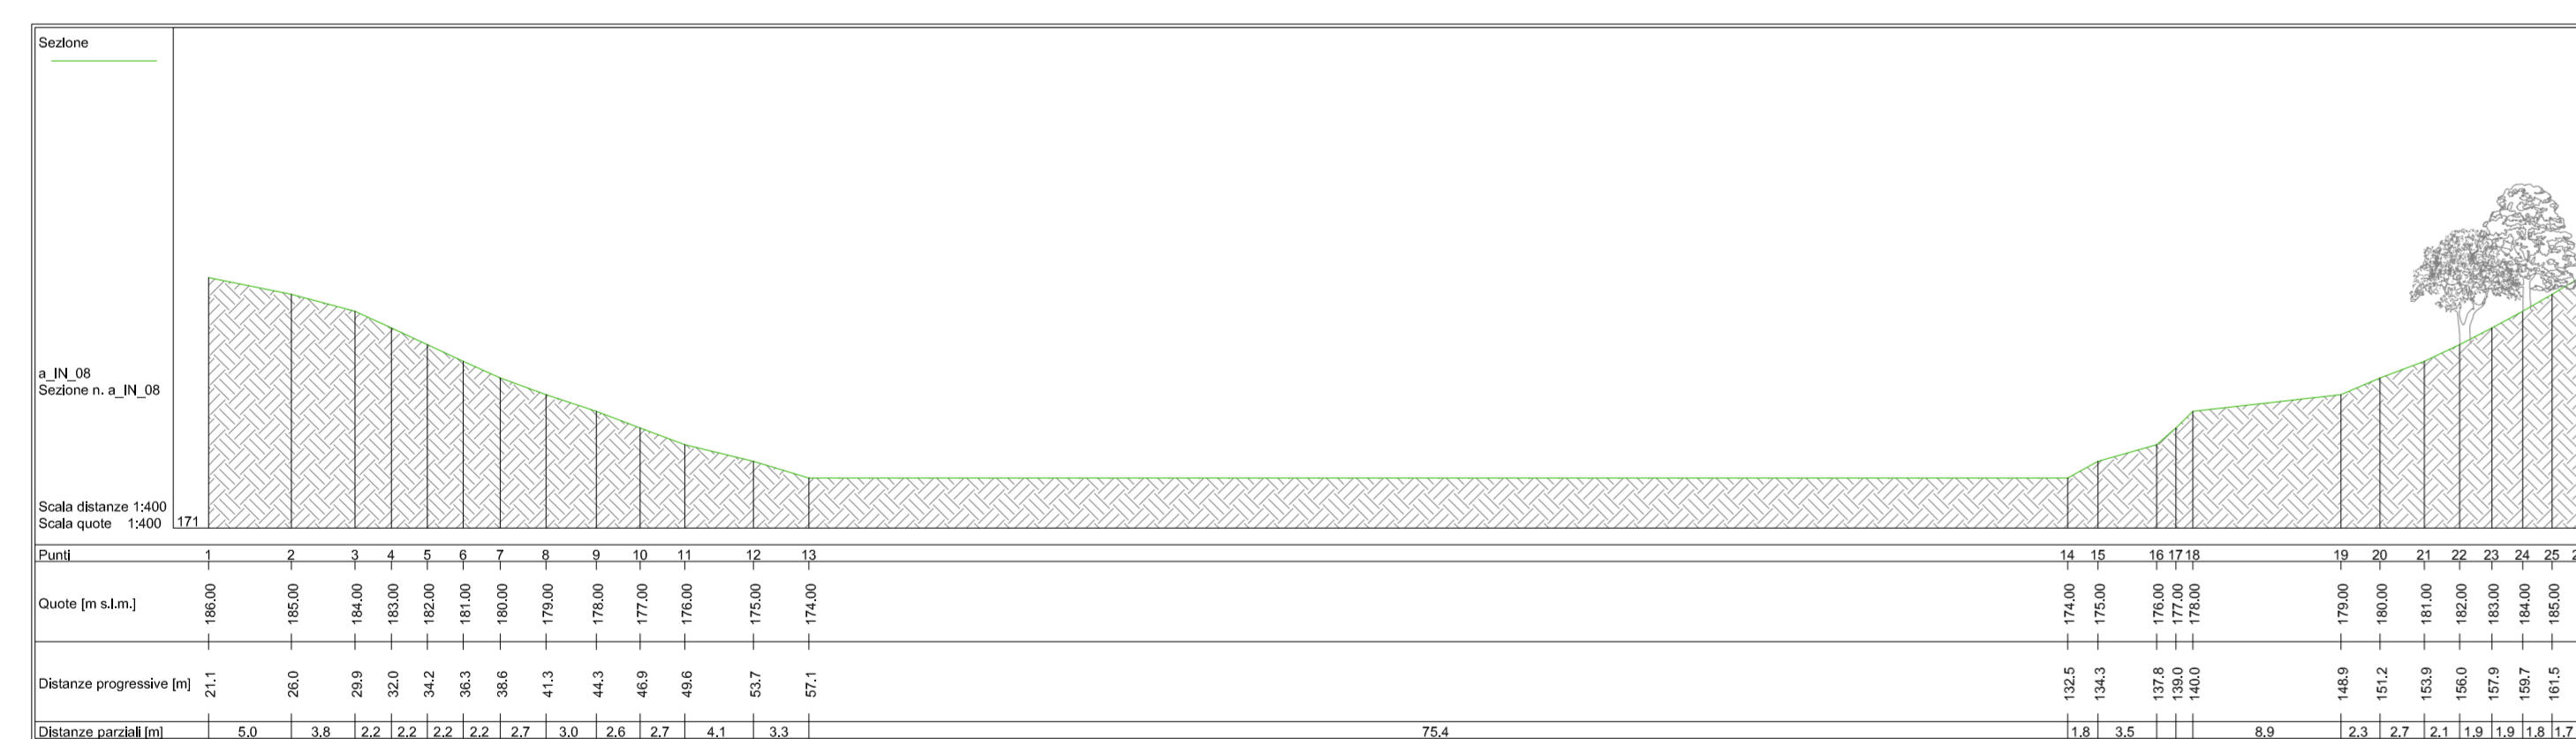 Sezione
a_IN_08
Sezione n. a_IN_08
Scala distanze 1:400
Scala quote 1:400
171
Punti 1 2 3 4 5 6 7 8 9 10 11 12 13 14 15 16 17 18 19 20 21 22 23 24 25
Quote [m s.l.m.] 186.00 185.00 184.00 183.00 182.00 181.00 180.00 179.00 178.00 177.00 176.00 175.00 174.00 174.00 175.00 176.00 177.00 178.00 179.00 180.00 181.00 182.00 183.00 184.00 185.00
Distanze progressive [m] 21.1 26.0 29.9 32.0 34.2 36.3 38.6 41.3 44.3 46.9 49.6 53.7 57.1 132.5 134.3 137.8 139.0 140.0 148.9 151.2 153.9 156.0 157.9 159.7 161.5
Distanze parziali [m] 5.0 3.8 2.2 2.2 2.2 2.2 2.7 3.0 2.6 2.7 4.1 3.3 75.4 1.8 3.5 8.9 2.3 2.7 2.1 1.9 1.9 1.8 1.7